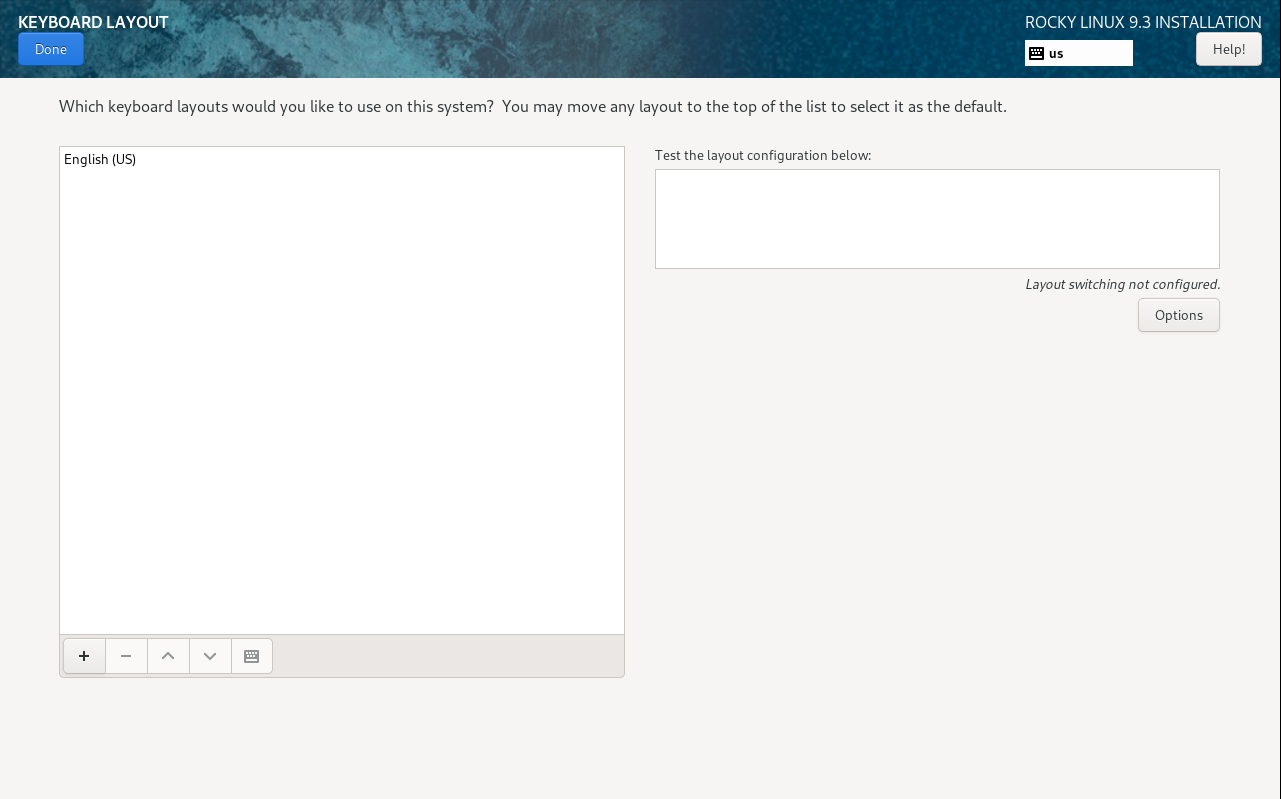 KEYBOARD LAYOUT
ROCKY LINUX 9.3 INSTALLATION
Done
us
Help!
Which keyboard layouts would you like to use on this system?  You may move any layout to the top of the list to select it as the default.
English (US)
Test the layout configuration below:
Layout switching not configured.
Options